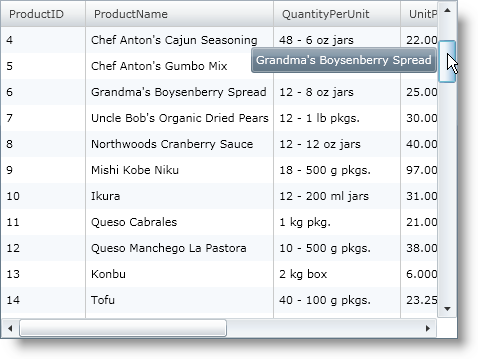 ProductID ProductName QuantityPerUnit UnitP
4 Chef Anton's Cajun Seasoning 48 - 6 oz jars 22.00
Grandma's Boysenberry Spread
5 Chef Anton's Gumbo Mix
6 Grandma's Boysenberry Spread 12 - 8 oz jars 25.00
7 Uncle Bob's Organic Dried Pears 12 - 1 lb pkgs. 30.00
8 Northwoods Cranberry Sauce 12 - 12 oz jars 40.00
9 Mishi Kobe Niku 18 - 500 g pkgs. 97.00
10 Ikura 12 - 200 ml jars 31.00
11 Queso Cabrales 1 kg pkg. 21.00
12 Queso Manchego La Pastora 10 - 500 g pkgs. 38.00
13 Konbu 2 kg box 6.000
14 Tofu 40 - 100 g pkgs. 23.25